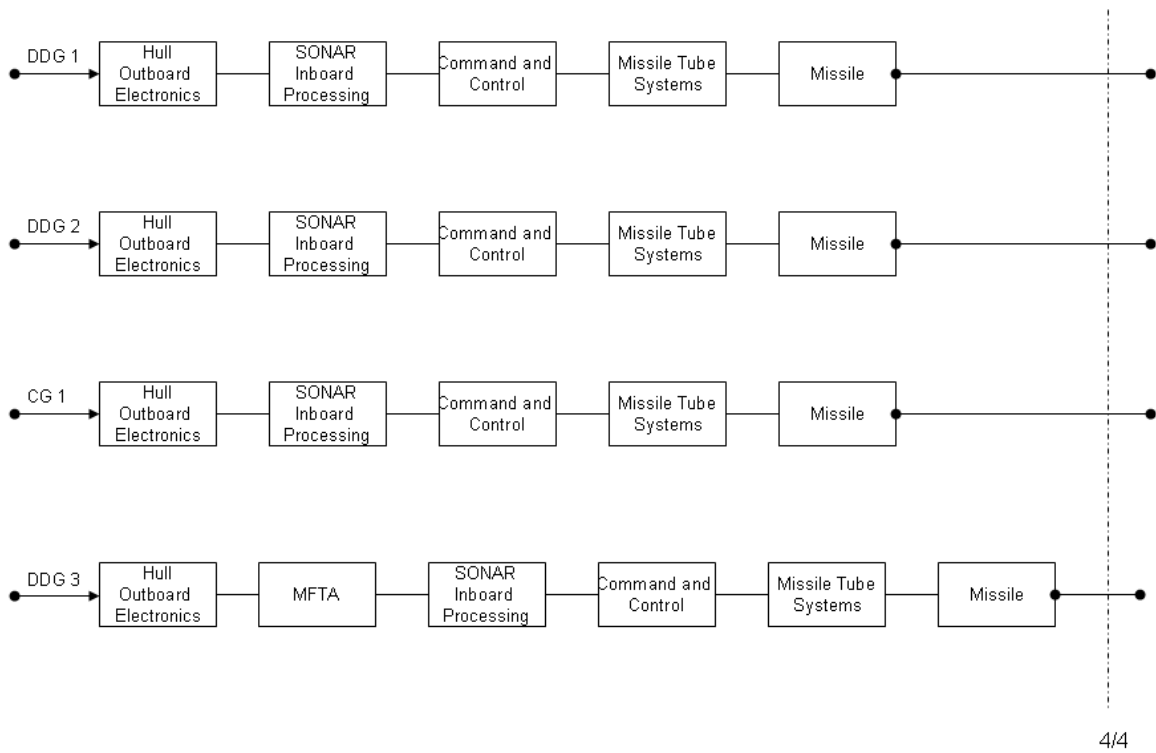 DDG 1
Hull
Outboard
Electronics
SONAR
Inboard
Processing
Command and
Control
Missile Tube
Systems
Missile
DDG 2
Hull
Outboard
Electronics
SONAR
Inboard
Processing
Command and
Control
Missile Tube
Systems
Missile
CG 1
Hull
Outboard
Electronics
SONAR
Inboard
Processing
Command and
Control
Missile Tube
Systems
Missile
DDG 3
Hull
Outboard
Electronics
MFTA
SONAR
Inboard
Processing
Command and
Control
Missile Tube
Systems
Missile
4/4